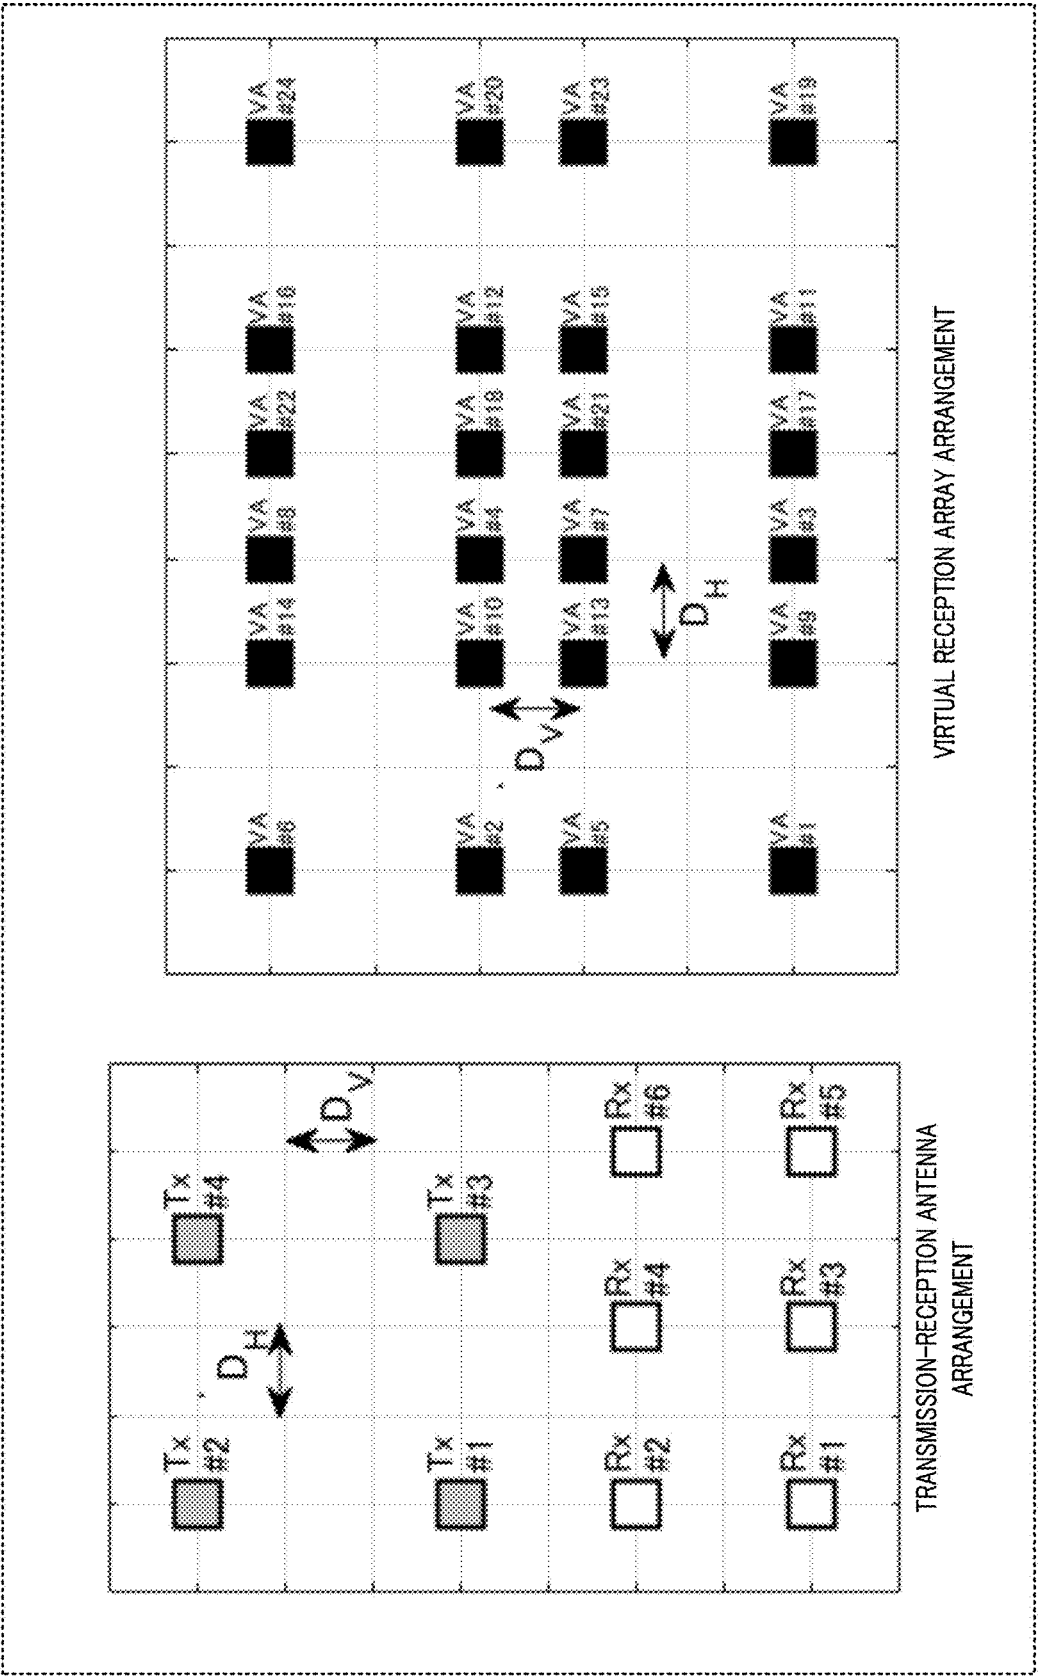 Tx
#2
Tx
#4
D_H
D_V
Tx
#1
Tx
#3
Rx
#2
Rx
#4
Rx
#6
Rx
#1
Rx
#3
Rx
#5
TRANSMISSION-RECEPTION ANTENNA
ARRANGEMENT
VA
#6
VA
#14
VA
#8
VA
#22
VA
#16
VA
#24
VA
#2
VA
#10
VA
#4
VA
#18
VA
#12
VA
#20
D_V
VA
#5
VA
#13
VA
#7
VA
#21
VA
#15
VA
#23
D_H
VA
#1
VA
#9
VA
#3
VA
#17
VA
#11
VA
#19
VIRTUAL RECEPTION ARRAY ARRANGEMENT